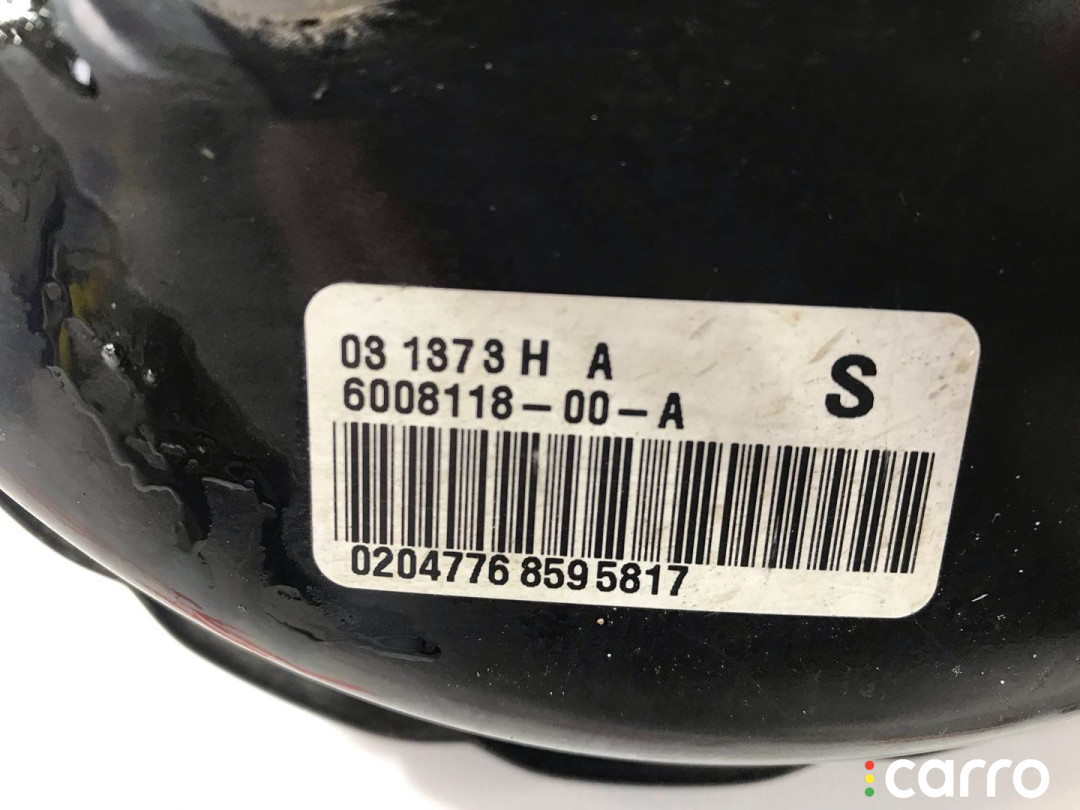 03 1373 H A
6008118-00-A
S
0204776 8595817
carro